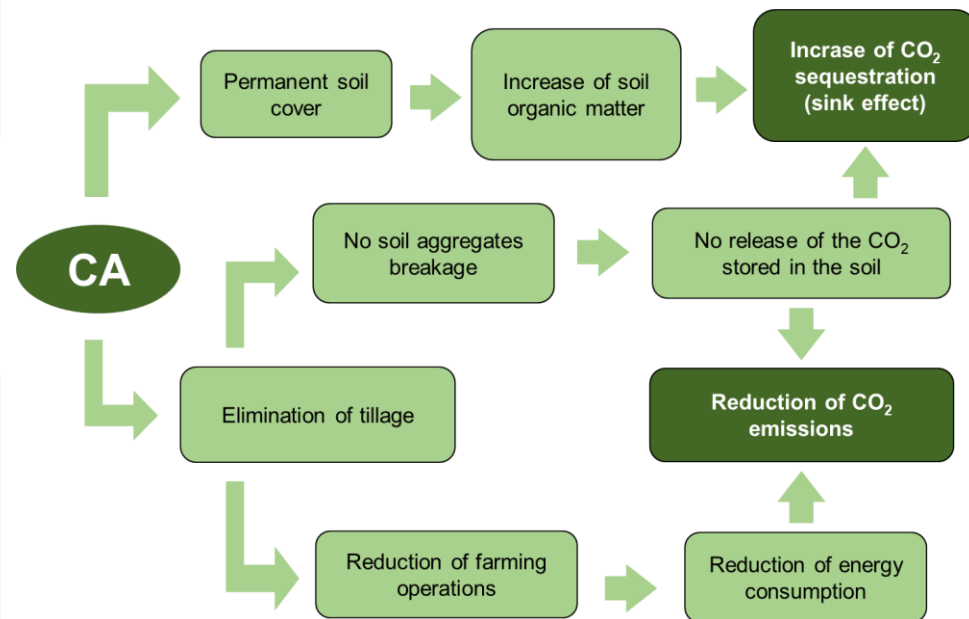 Permanent soil
cover
Increase of soil
organic matter
Incrase of CO₂
sequestration
(sink effect)
CA
No soil aggregates
breakage
No release of the CO₂
stored in the soil
Elimination of tillage
Reduction of CO₂
emissions
Reduction of farming
operations
Reduction of energy
consumption